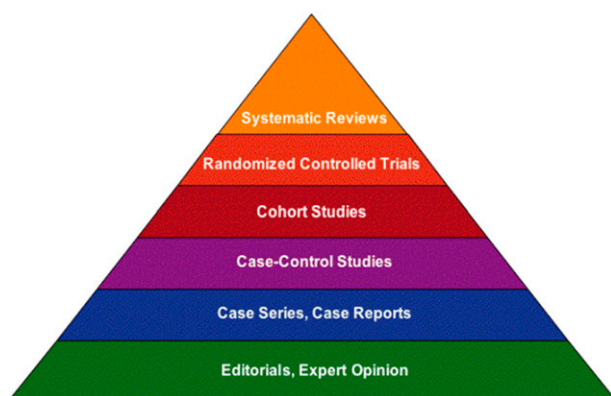 Systematic Reviews
Randomized Controlled Trials
Cohort Studies
Case-Control Studies
Case Series, Case Reports
Editorials, Expert Opinion